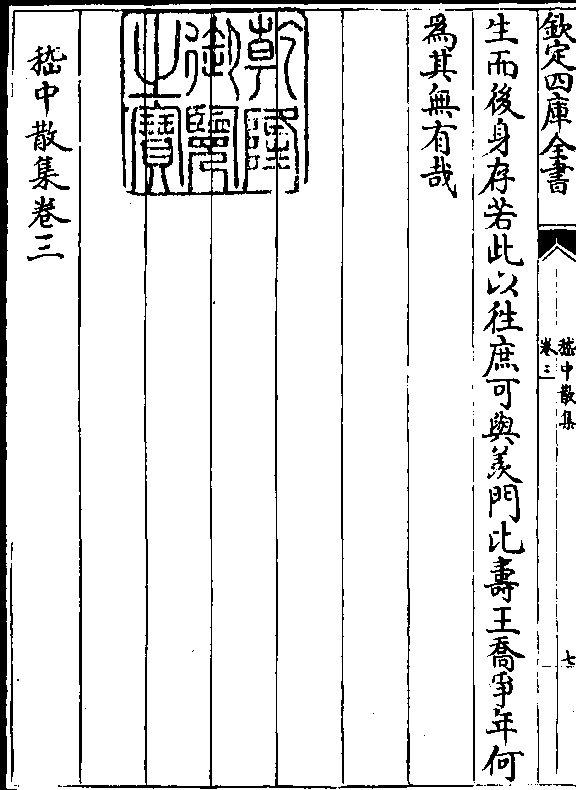 欽定四庫全書
嵇中散集
卷三
七
生而後身存若此以往庶可與羨門比壽王喬爭年何
為其無有哉
乾隆
御覽
之寶
嵇中散集卷三